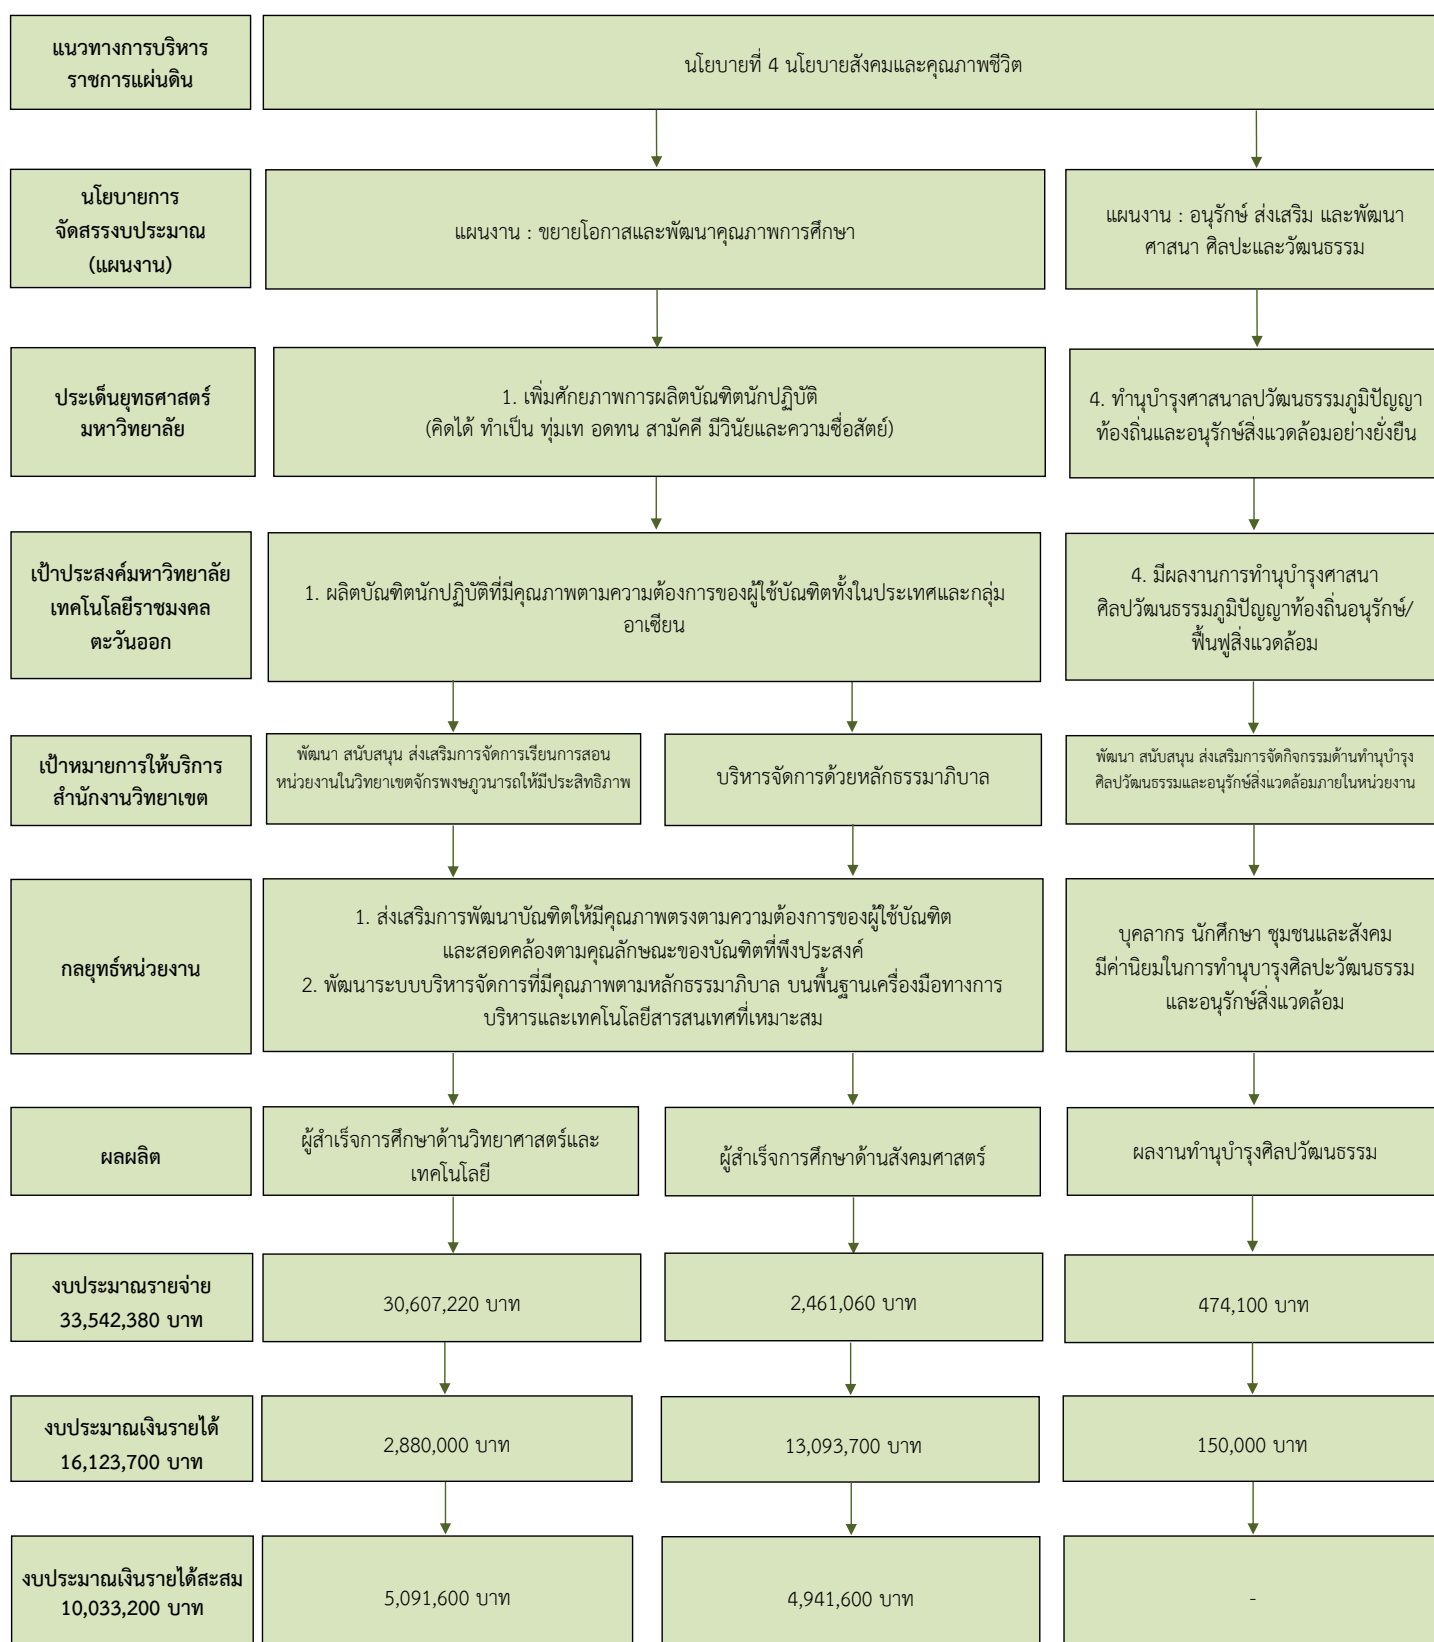 แนวทางการบริหาร
ราชการแผ่นดิน
นโยบายที่ 4 นโยบายสังคมและคุณภาพชีวิต
นโยบายการ
จัดสรรงบประมาณ
(แผนงาน)
แผนงาน : ขยายโอกาสและพัฒนาคุณภาพการศึกษา
แผนงาน : อนุรักษ์ ส่งเสริม และพัฒนา
ศาสนา ศิลปะและวัฒนธรรม
ประเด็นยุทธศาสตร์
มหาวิทยาลัย
1. เพิ่มศักยภาพการผลิตบัณฑิตนักปฏิบัติ
(คิดได้ ทำเป็น ทุ่มเท อดทน สามัคคี มีวินัยและความซื่อสัตย์)
4. ทำนุบำรุงศาสนาลปวัฒนธรรมภูมิปัญญา
ท้องถิ่นและอนุรักษ์สิ่งแวดล้อมอย่างยั่งยืน
เป้าประสงค์มหาวิทยาลัย
เทคโนโลยีราชมงคล
ตะวันออก
1. ผลิตบัณฑิตนักปฏิบัติที่มีคุณภาพตามความต้องการของผู้ใช้บัณฑิตทั้งในประเทศและกลุ่ม
อาเซียน
4. มีผลงานการทำนุบำรุงศาสนา
ศิลปวัฒนธรรมภูมิปัญญาท้องถิ่นอนุรักษ์/
ฟื้นฟูสิ่งแวดล้อม
เป้าหมายการให้บริการ
สำนักงานวิทยาเขต
พัฒนา สนับสนุน ส่งเสริมการจัดการเรียนการสอน
หน่วยงานในวิทยาเขตจักรพงษภูวนารถให้มีประสิทธิภาพ
บริหารจัดการด้วยหลักธรรมาภิบาล
พัฒนา สนับสนุน ส่งเสริมการจัดกิจกรรมด้านทำนุบำรุง
ศิลปวัฒนธรรมและอนุรักษ์สิ่งแวดล้อมภายในหน่วยงาน
กลยุทธ์หน่วยงาน
1. ส่งเสริมการพัฒนาบัณฑิตให้มีคุณภาพตรงตามความต้องการของผู้ใช้บัณฑิต
และสอดคล้องตามคุณลักษณะของบัณฑิตที่พึงประสงค์
2. พัฒนาระบบบริหารจัดการที่มีคุณภาพตามหลักธรรมาภิบาล บนพื้นฐานเครื่องมือทางการ
บริหารและเทคโนโลยีสารสนเทศที่เหมาะสม
บุคลากร นักศึกษา ชุมชนและสังคม
มีค่านิยมในการทำนุบารุงศิลปะวัฒนธรรม
และอนุรักษ์สิ่งแวดล้อม
ผลผลิต
ผู้สำเร็จการศึกษาด้านวิทยาศาสตร์และ
เทคโนโลยี
ผู้สำเร็จการศึกษาด้านสังคมศาสตร์
ผลงานทำนุบำรุงศิลปวัฒนธรรม
งบประมาณรายจ่าย
33,542,380 บาท
30,607,220 บาท
2,461,060 บาท
474,100 บาท
งบประมาณเงินรายได้
16,123,700 บาท
2,880,000 บาท
13,093,700 บาท
150,000 บาท
งบประมาณเงินรายได้สะสม
10,033,200 บาท
5,091,600 บาท
4,941,600 บาท
-